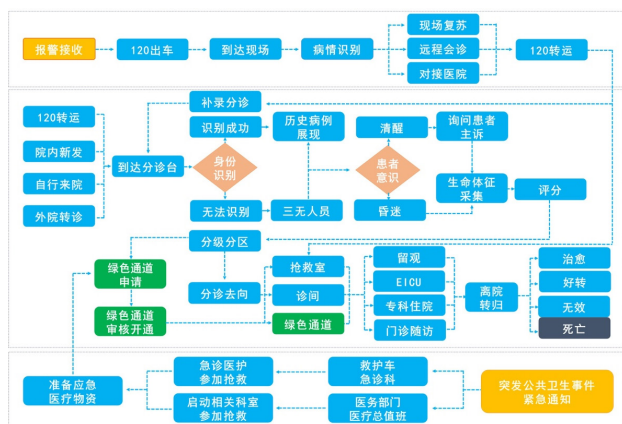 现场复苏
报警接收
120出车
到达现场
病情识别
远程会诊
120转运
对接医院
补录分诊
120转运
识别成功
历史病例
展现
清醒
询问患者
主诉
院内新发
到达分诊台
身份
识别
患者
意识
自行来院
生命体征
采集
评分
外院转诊
无法识别
三无人员
昏迷
分级分区
绿色通道
申请
抢救室
留观
治愈
分诊去向
诊间
EICU
离院
转归
好转
绿色通道
审核开通
绿色通道
专科住院
无效
门诊随访
死亡
急诊医护
参加抢救
救护车
急诊科
准备应急
医疗物资
突发公共卫生事件
紧急通知
启动相关科室
参加抢救
医务部门
医疗总值班